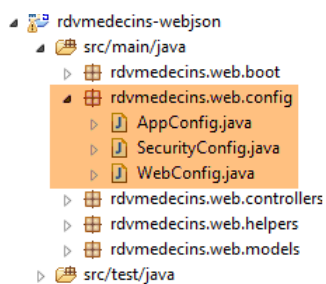 rdvmedecins-webjson
src/main/java
rdvmedecins.web.boot
rdvmedecins.web.config
AppConfig.java
SecurityConfig.java
WebConfig.java
rdvmedecins.web.controllers
rdvmedecins.web.helpers
rdvmedecins.web.models
src/test/java